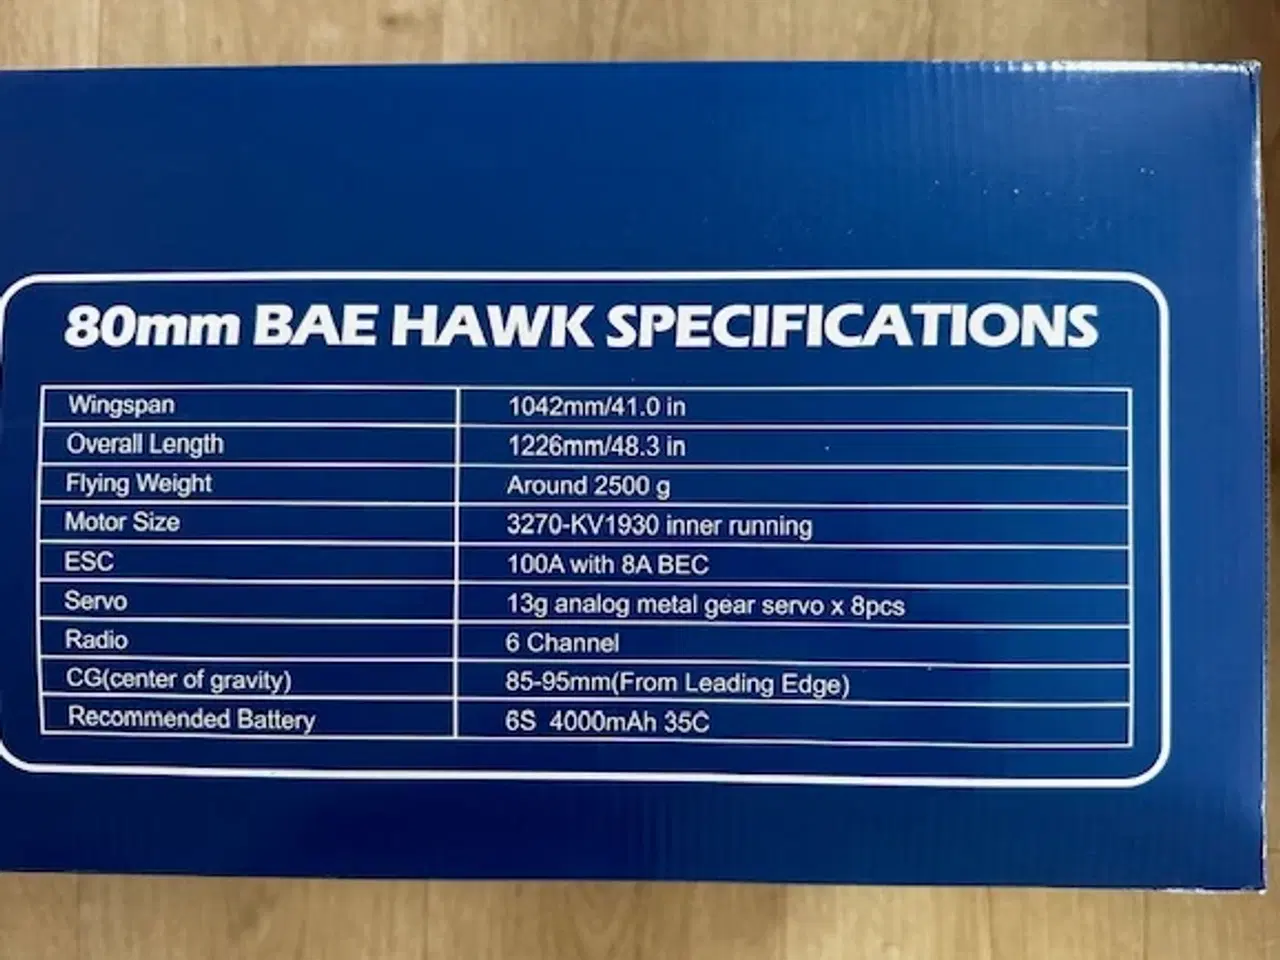 80mm BAE HAWK SPECIFICATIONS
Wingspan 1042mm/41.0 in
Overall Length 1226mm/48.3 in
Flying Weight Around 2500 g
Motor Size 3270-KV1930 inner running
ESC 100A with 8A BEC
Servo 13g analog metal gear servo x 8pcs
Radio 6 Channel
CG(center of gravity) 85-95mm(From Leading Edge)
Recommended Battery 6S 4000mAh 35C